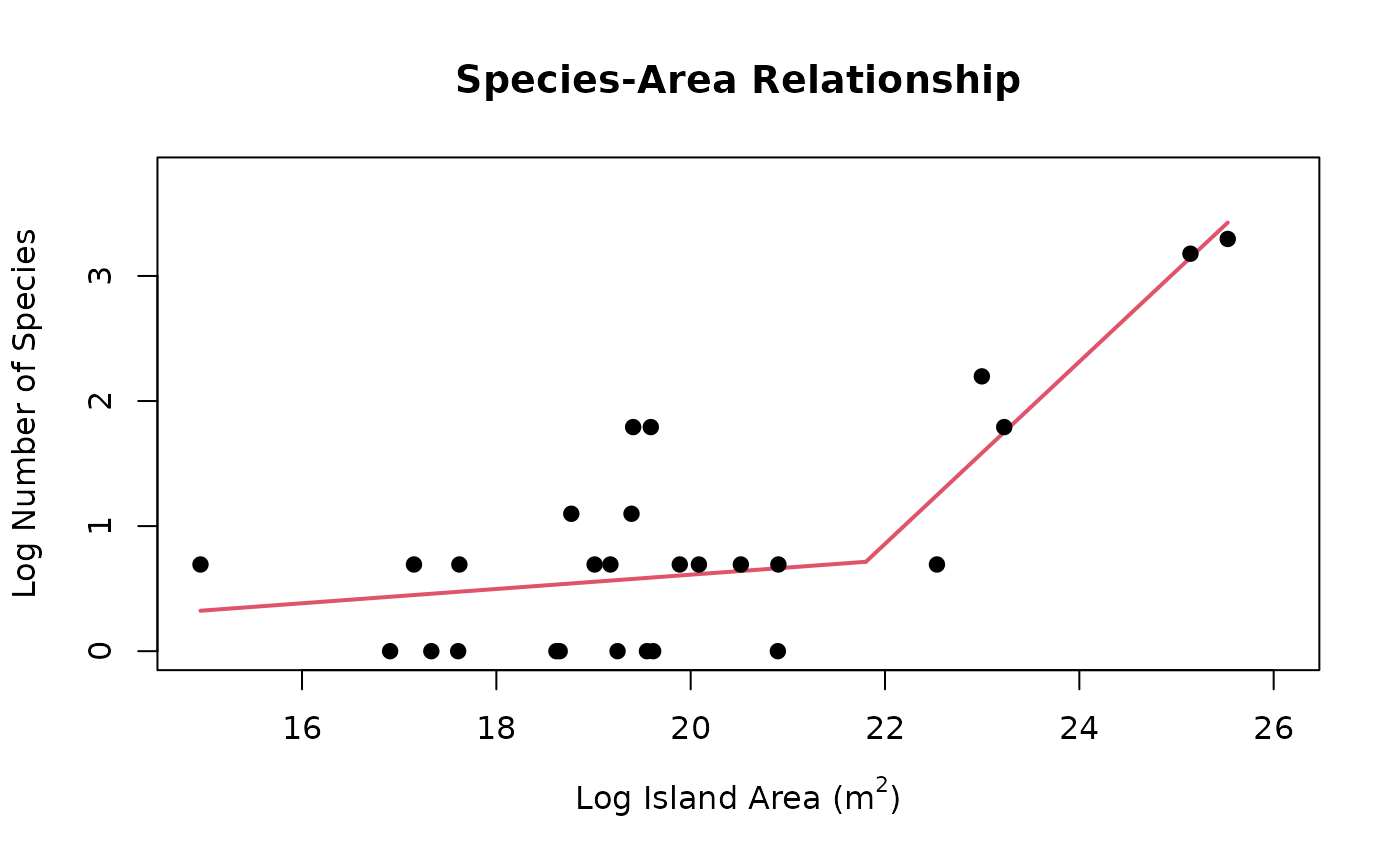 Species-Area Relationship
Log Number of Species
3
2
1
0
16 18 20 22 24 26
Log Island Area (m²)